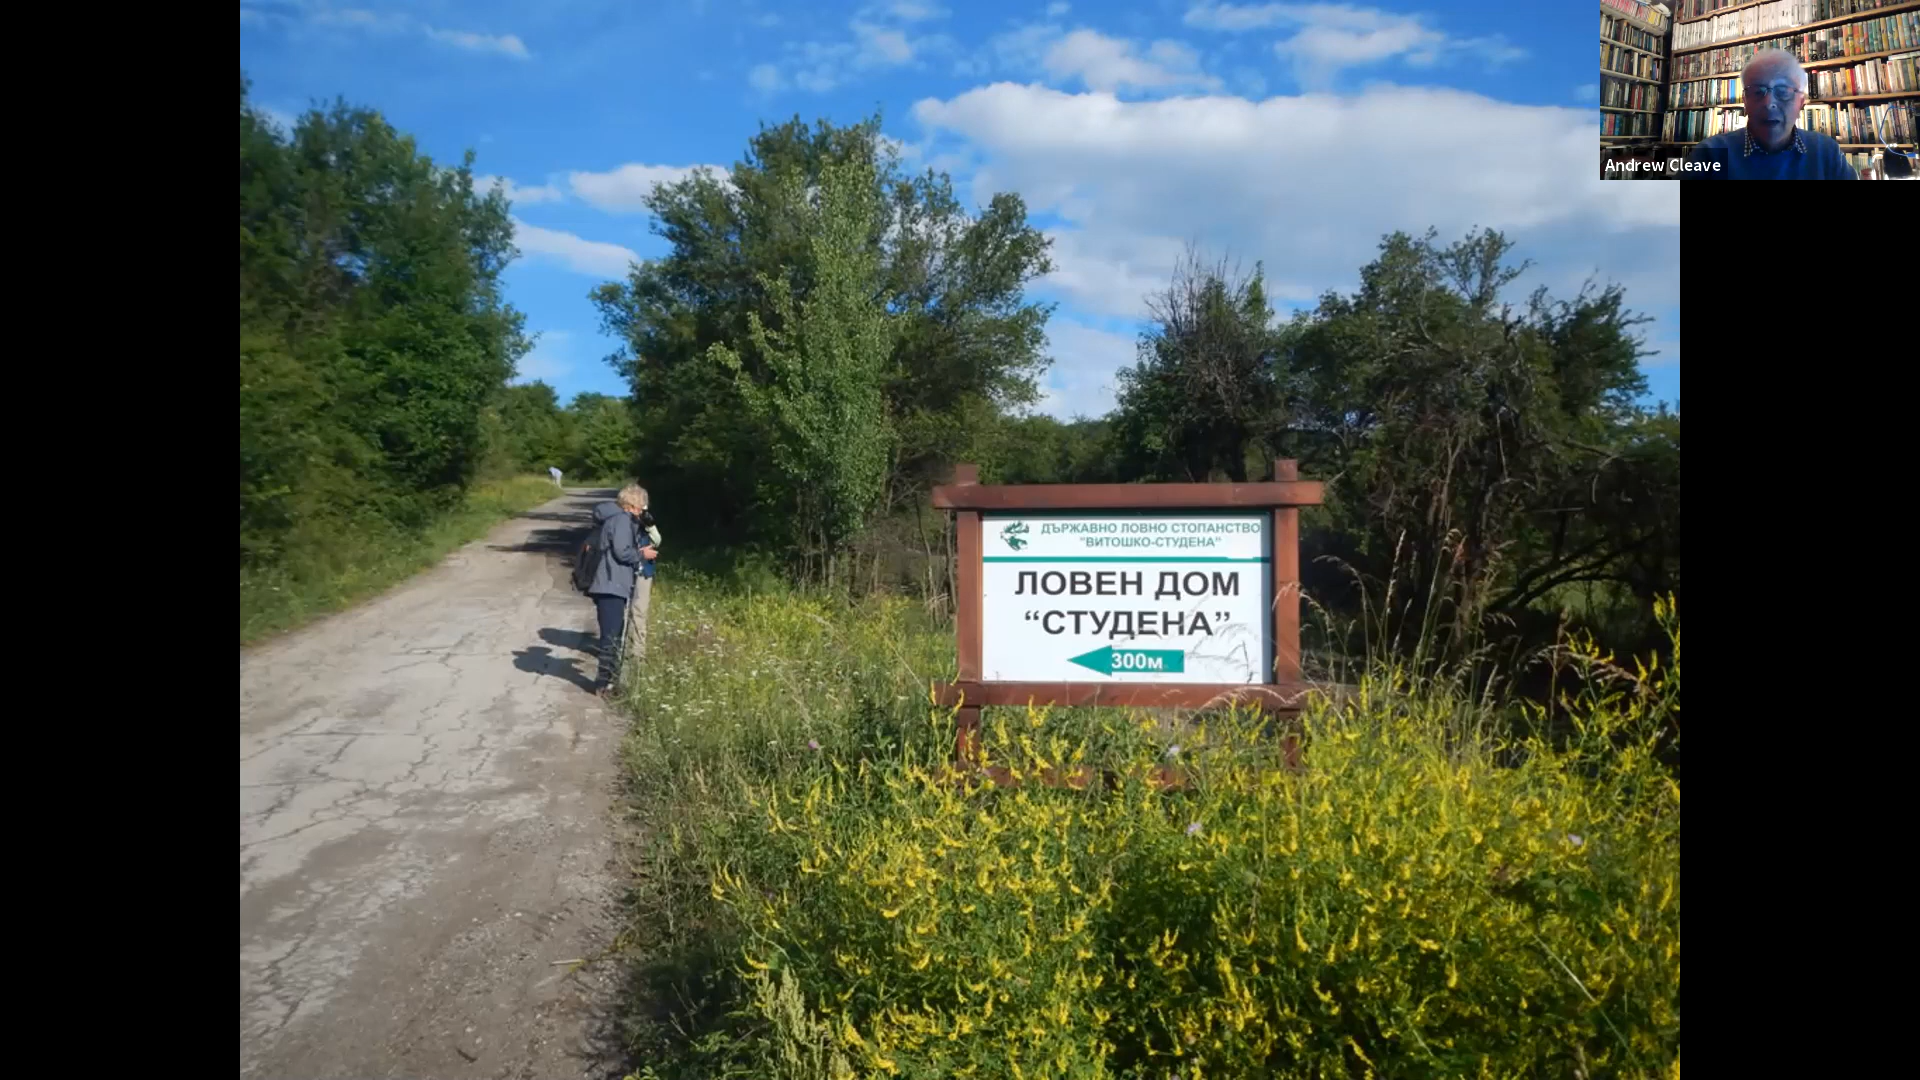 ДЪРЖАВНО ЛОВНО СТОПАНСТВО
"ВИТОШКО-СТУДЕНА"
ЛОВЕН ДОМ
“СТУДЕНА”
300м
Andrew Cleave